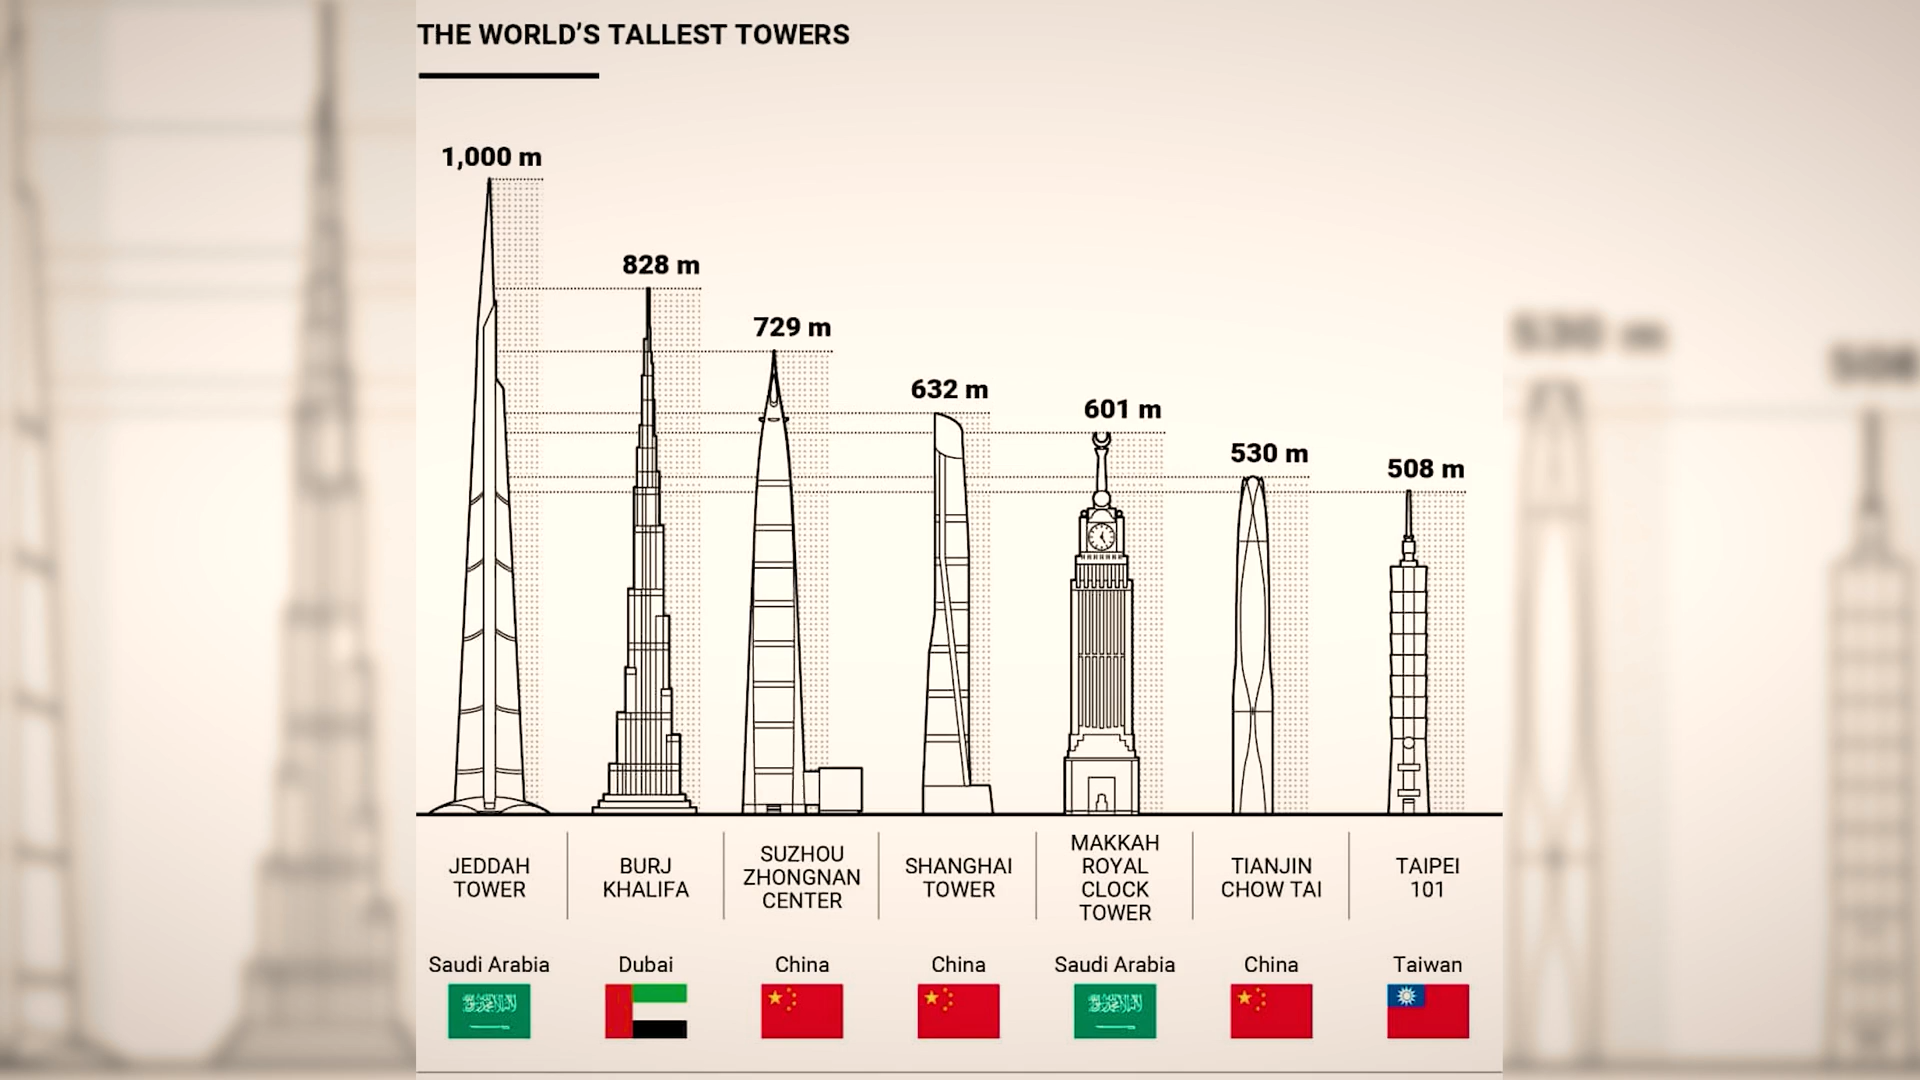 THE WORLD’S TALLEST TOWERS
1,000 m
828 m
729 m
632 m
601 m
530 m
508 m
JEDDAH
TOWER
BURJ
KHALIFA
SUZHOU
ZHONGNAN
CENTER
SHANGHAI
TOWER
MAKKAH
ROYAL
CLOCK
TOWER
TIANJIN
CHOW TAI
TAIPEI
101
Saudi Arabia
Dubai
China
China
Saudi Arabia
China
Taiwan
530 m
508